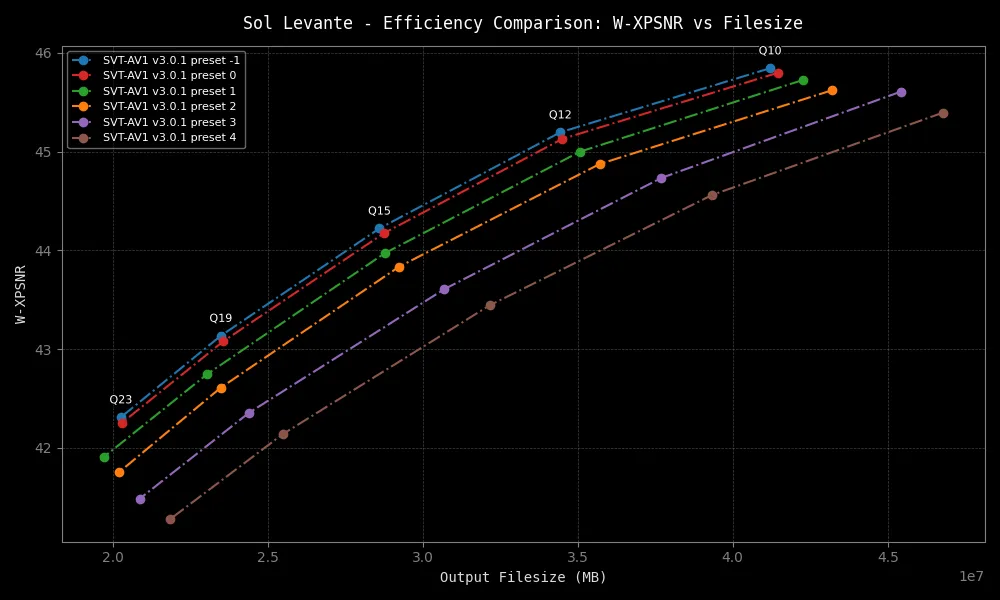 Sol Levante - Efficiency Comparison: W-XPSNR vs Filesize
SVT-AV1 v3.0.1 preset -1
SVT-AV1 v3.0.1 preset 0
SVT-AV1 v3.0.1 preset 1
SVT-AV1 v3.0.1 preset 2
SVT-AV1 v3.0.1 preset 3
SVT-AV1 v3.0.1 preset 4
Q10
Q12
Q15
Q19
Q23
46
45
44
43
42
W-XPSNR
2.0 2.5 3.0 3.5 4.0 4.5
1e7
Output Filesize (MB)